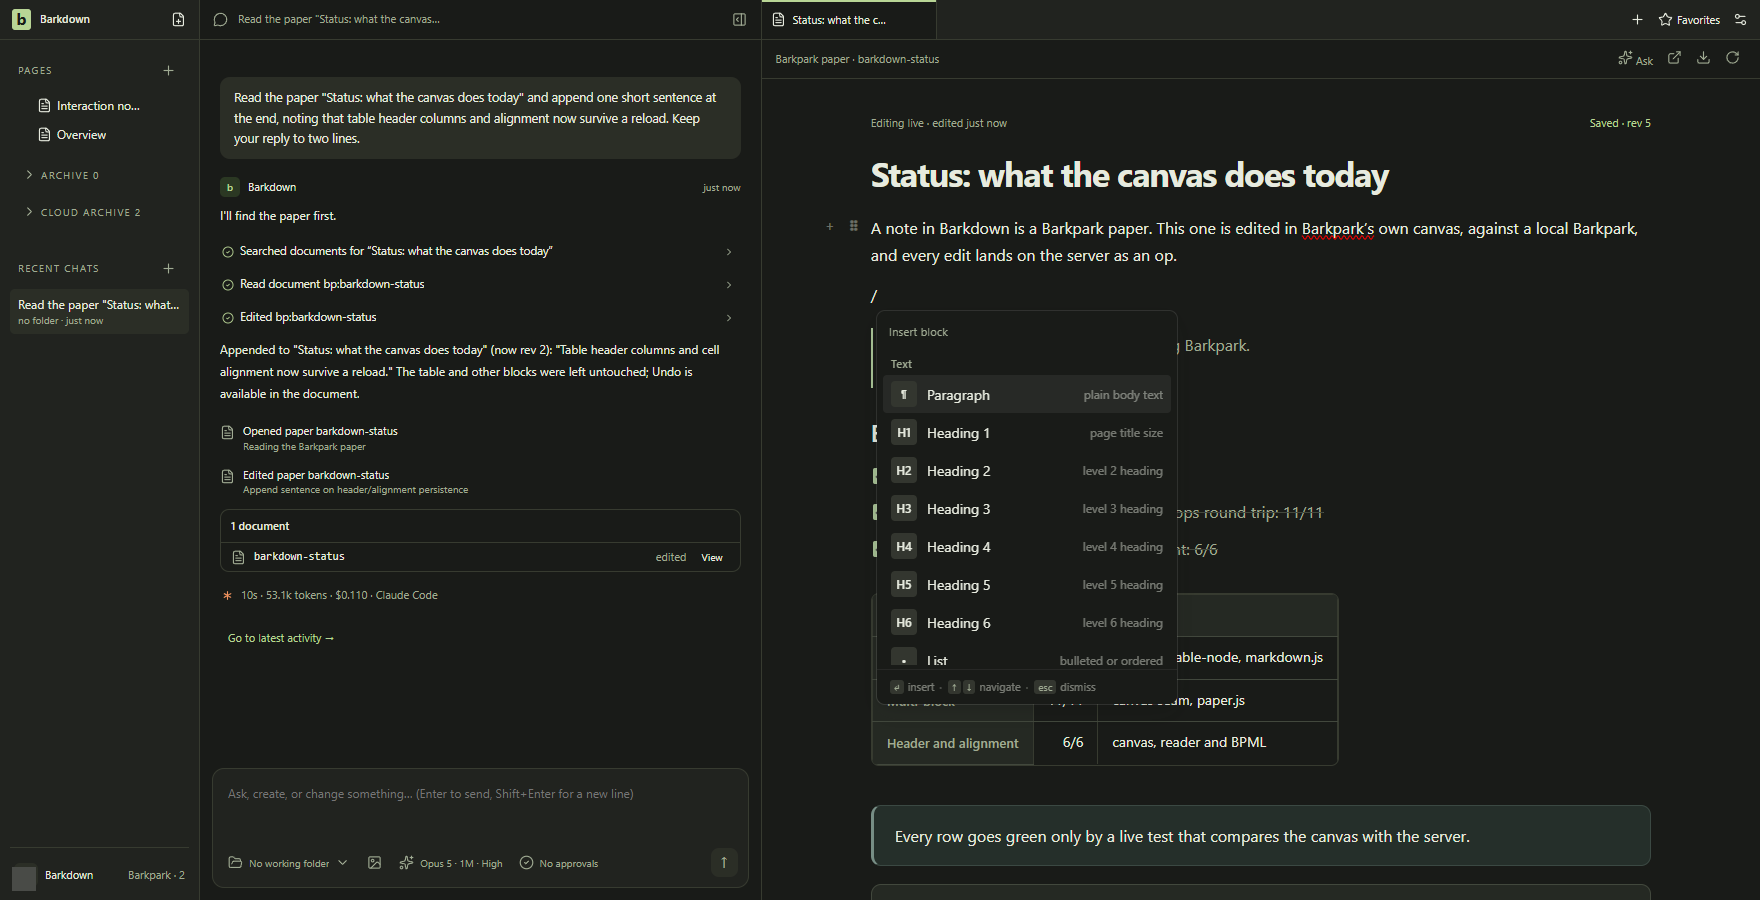 Barkdown
PAGES
Interaction no...
Overview
ARCHIVE 0
CLOUD ARCHIVE 2
RECENT CHATS
Read the paper "Status: what...
no folder · just now
Barkdown
Barkpark · 2
Read the paper "Status: what the canvas...
Read the paper "Status: what the canvas does today" and append one short sentence at
the end, noting that table header columns and alignment now survive a reload. Keep
your reply to two lines.
b Barkdown just now
I'll find the paper first.
Searched documents for “Status: what the canvas does today”
Read document bp:barkdown-status
Edited bp:barkdown-status
Appended to "Status: what the canvas does today" (now rev 2): "Table header columns and cell
alignment now survive a reload." The table and other blocks were left untouched; Undo is
available in the document.
Opened paper barkdown-status
Reading the Barkpark paper
Edited paper barkdown-status
Append sentence on header/alignment persistence
1 document
barkdown-status edited View
10s · 53.1k tokens · $0.110 · Claude Code
Go to latest activity →
Ask, create, or change something... (Enter to send, Shift+Enter for a new line)
No working folder Opus 5 · 1M · High No approvals
Status: what the c...
Favorites
Barkpark paper · barkdown-status
Ask
Editing live · edited just now
Saved · rev 5
Status: what the canvas does today
A note in Barkdown is a Barkpark paper. This one is edited in Barkpark’s own canvas, against a local Barkpark,
and every edit lands on the server as an op.
/
Insert block
Text
¶ Paragraph plain body text
H1 Heading 1 page title size
H2 Heading 2 level 2 heading
H3 Heading 3 level 3 heading
H4 Heading 4 level 4 heading
H5 Heading 5 level 5 heading
H6 Heading 6 level 6 heading
List bulleted or ordered
↵ insert · ↑ ↓ navigate · esc dismiss
Barkpark.
ops round trip: 11/11
6/6
able-node, markdown.js
paper.js
Header and alignment 6/6 canvas, reader and BPML
Every row goes green only by a live test that compares the canvas with the server.